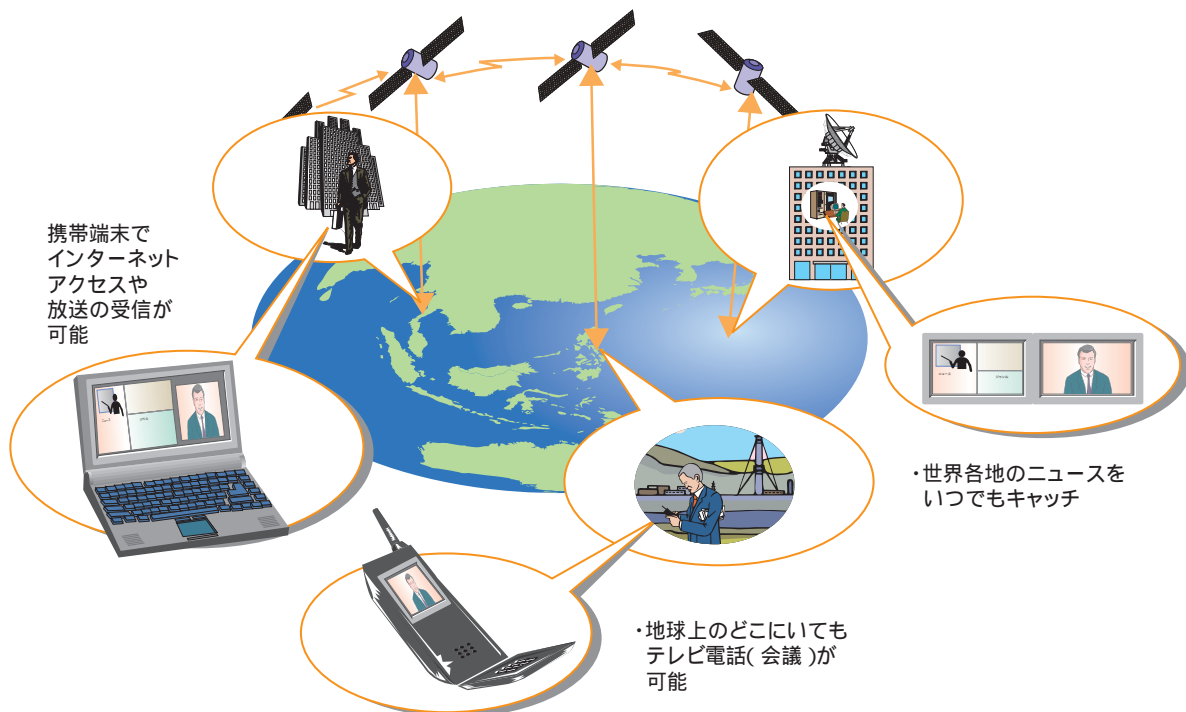 携帯端末で
インターネット
アクセスや
放送の受信が
可能
・世界各地のニュースを
いつでもキャッチ
・地球上のどこにいても
テレビ電話( 会議 )が
可能